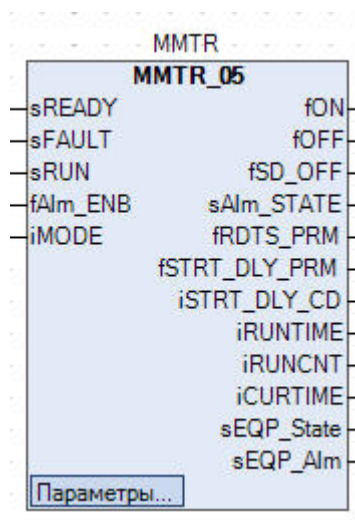 MMTR
MMTR_05
sREADY fON
sFAULT fOFF
sRUN fSD_OFF
fAlm_ENB sAlm_STATE
iMODE fRDTS_PRM
fSTRT_DLY_PRM
iSTRT_DLY_CD
iRUNTIME
iRUNCNT
iCURTIME
sEQP_State
sEQP_Alm
Параметры...